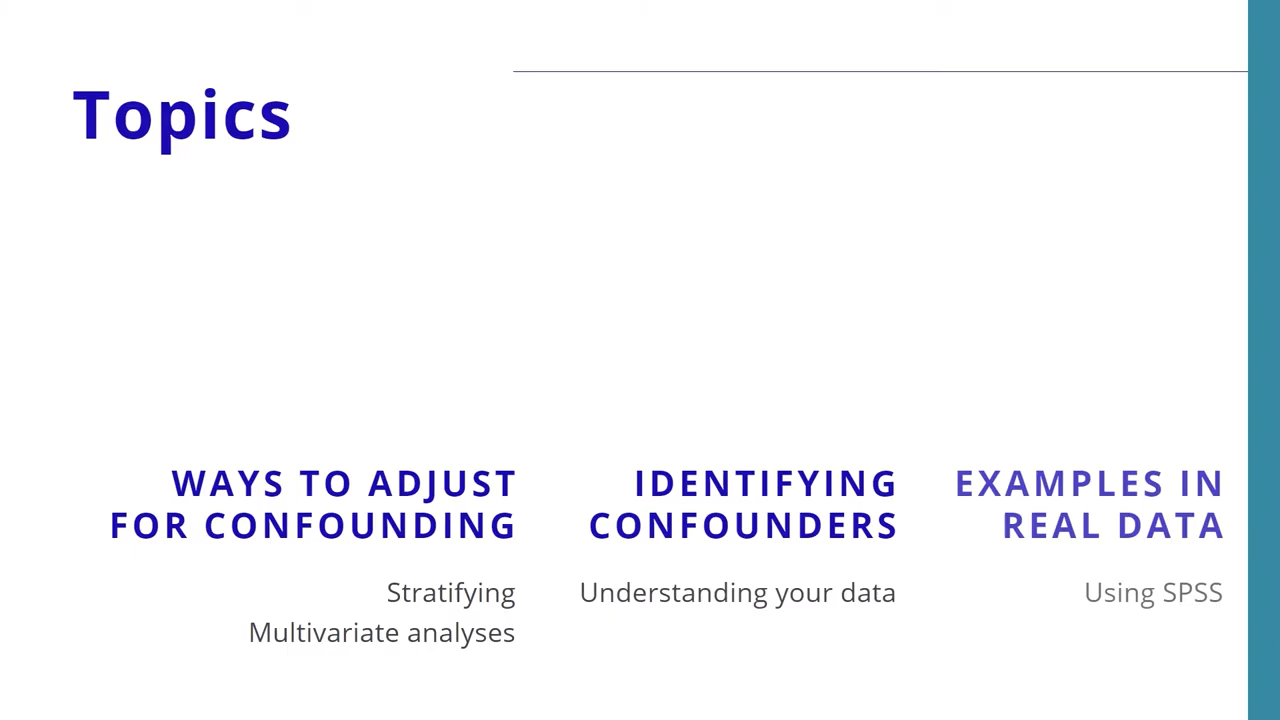 Topics
WAYS TO ADJUST
FOR CONFOUNDING
Stratifying
Multivariate analyses
IDENTIFYING
CONFOUNDERS
Understanding your data
EXAMPLES IN
REAL DATA
Using SPSS